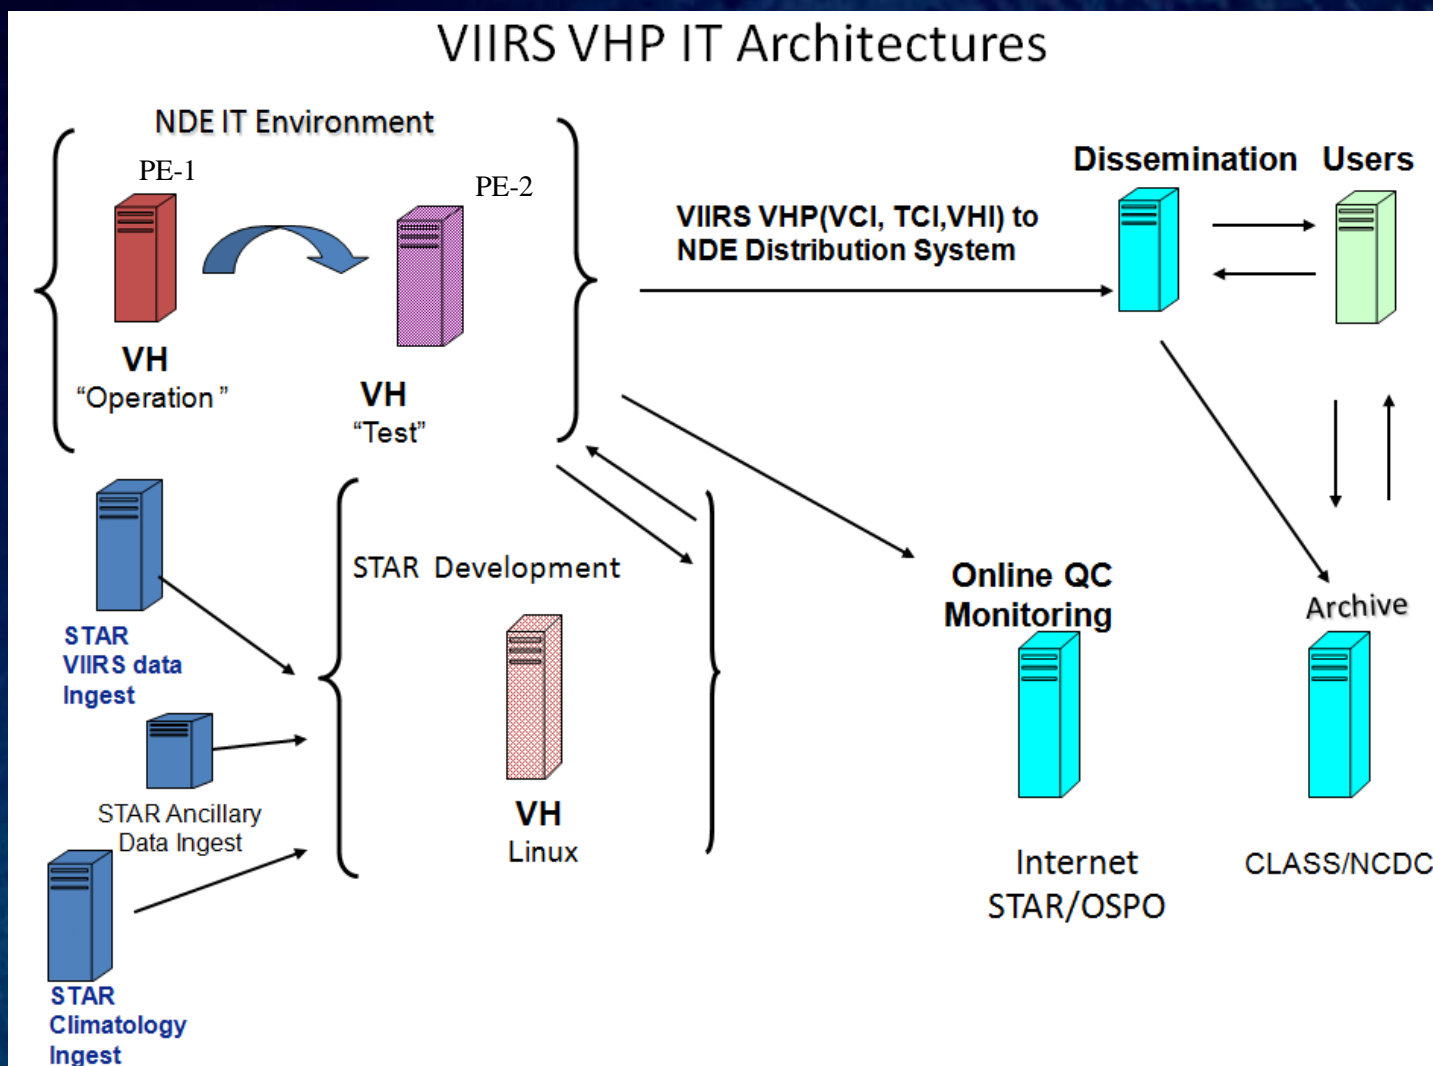 VIIRS VHP IT Architectures
NDE IT Environment
PE-1
PE-2
VH
“Operation ”
VH
“Test”
VIIRS VHP(VCI, TCI,VHI) to
NDE Distribution System
Dissemination
Users
STAR
VIIRS data
Ingest
STAR Ancillary
Data Ingest
STAR
Climatology
Ingest
STAR Development
VH
Linux
Online QC
Monitoring
Internet
STAR/OSPO
Archive
CLASS/NCDC